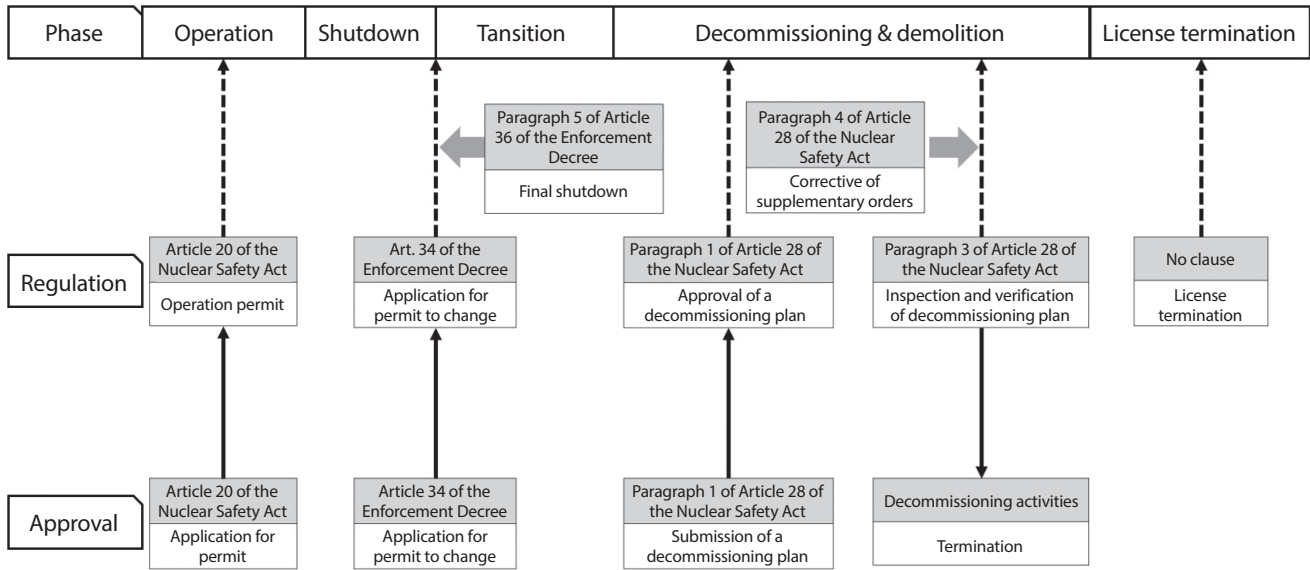 Phase
Operation
Shutdown
Tansition
Decommissioning & demolition
License termination
Paragraph 5 of Article
36 of the Enforcement
Decree
Final shutdown
Paragraph 4 of Article
28 of the Nuclear
Safety Act
Corrective of
supplementary orders
Regulation
Article 20 of the
Nuclear Safety Act
Operation permit
Art. 34 of the
Enforcement Decree
Application for
permit to change
Paragraph 1 of Article 28 of
the Nuclear Safety Act
Approval of a
decommissioning plan
Paragraph 3 of Article 28 of
the Nuclear Safety Act
Inspection and verification
of decommissioning plan
No clause
License
termination
Approval
Article 20 of the
Nuclear Safety Act
Application for
permit
Article 34 of the
Enforcement Decree
Application for
permit to change
Paragraph 1 of Article 28 of
the Nuclear Safety Act
Submission of a
decommissioning plan
Decommissioning activities
Termination